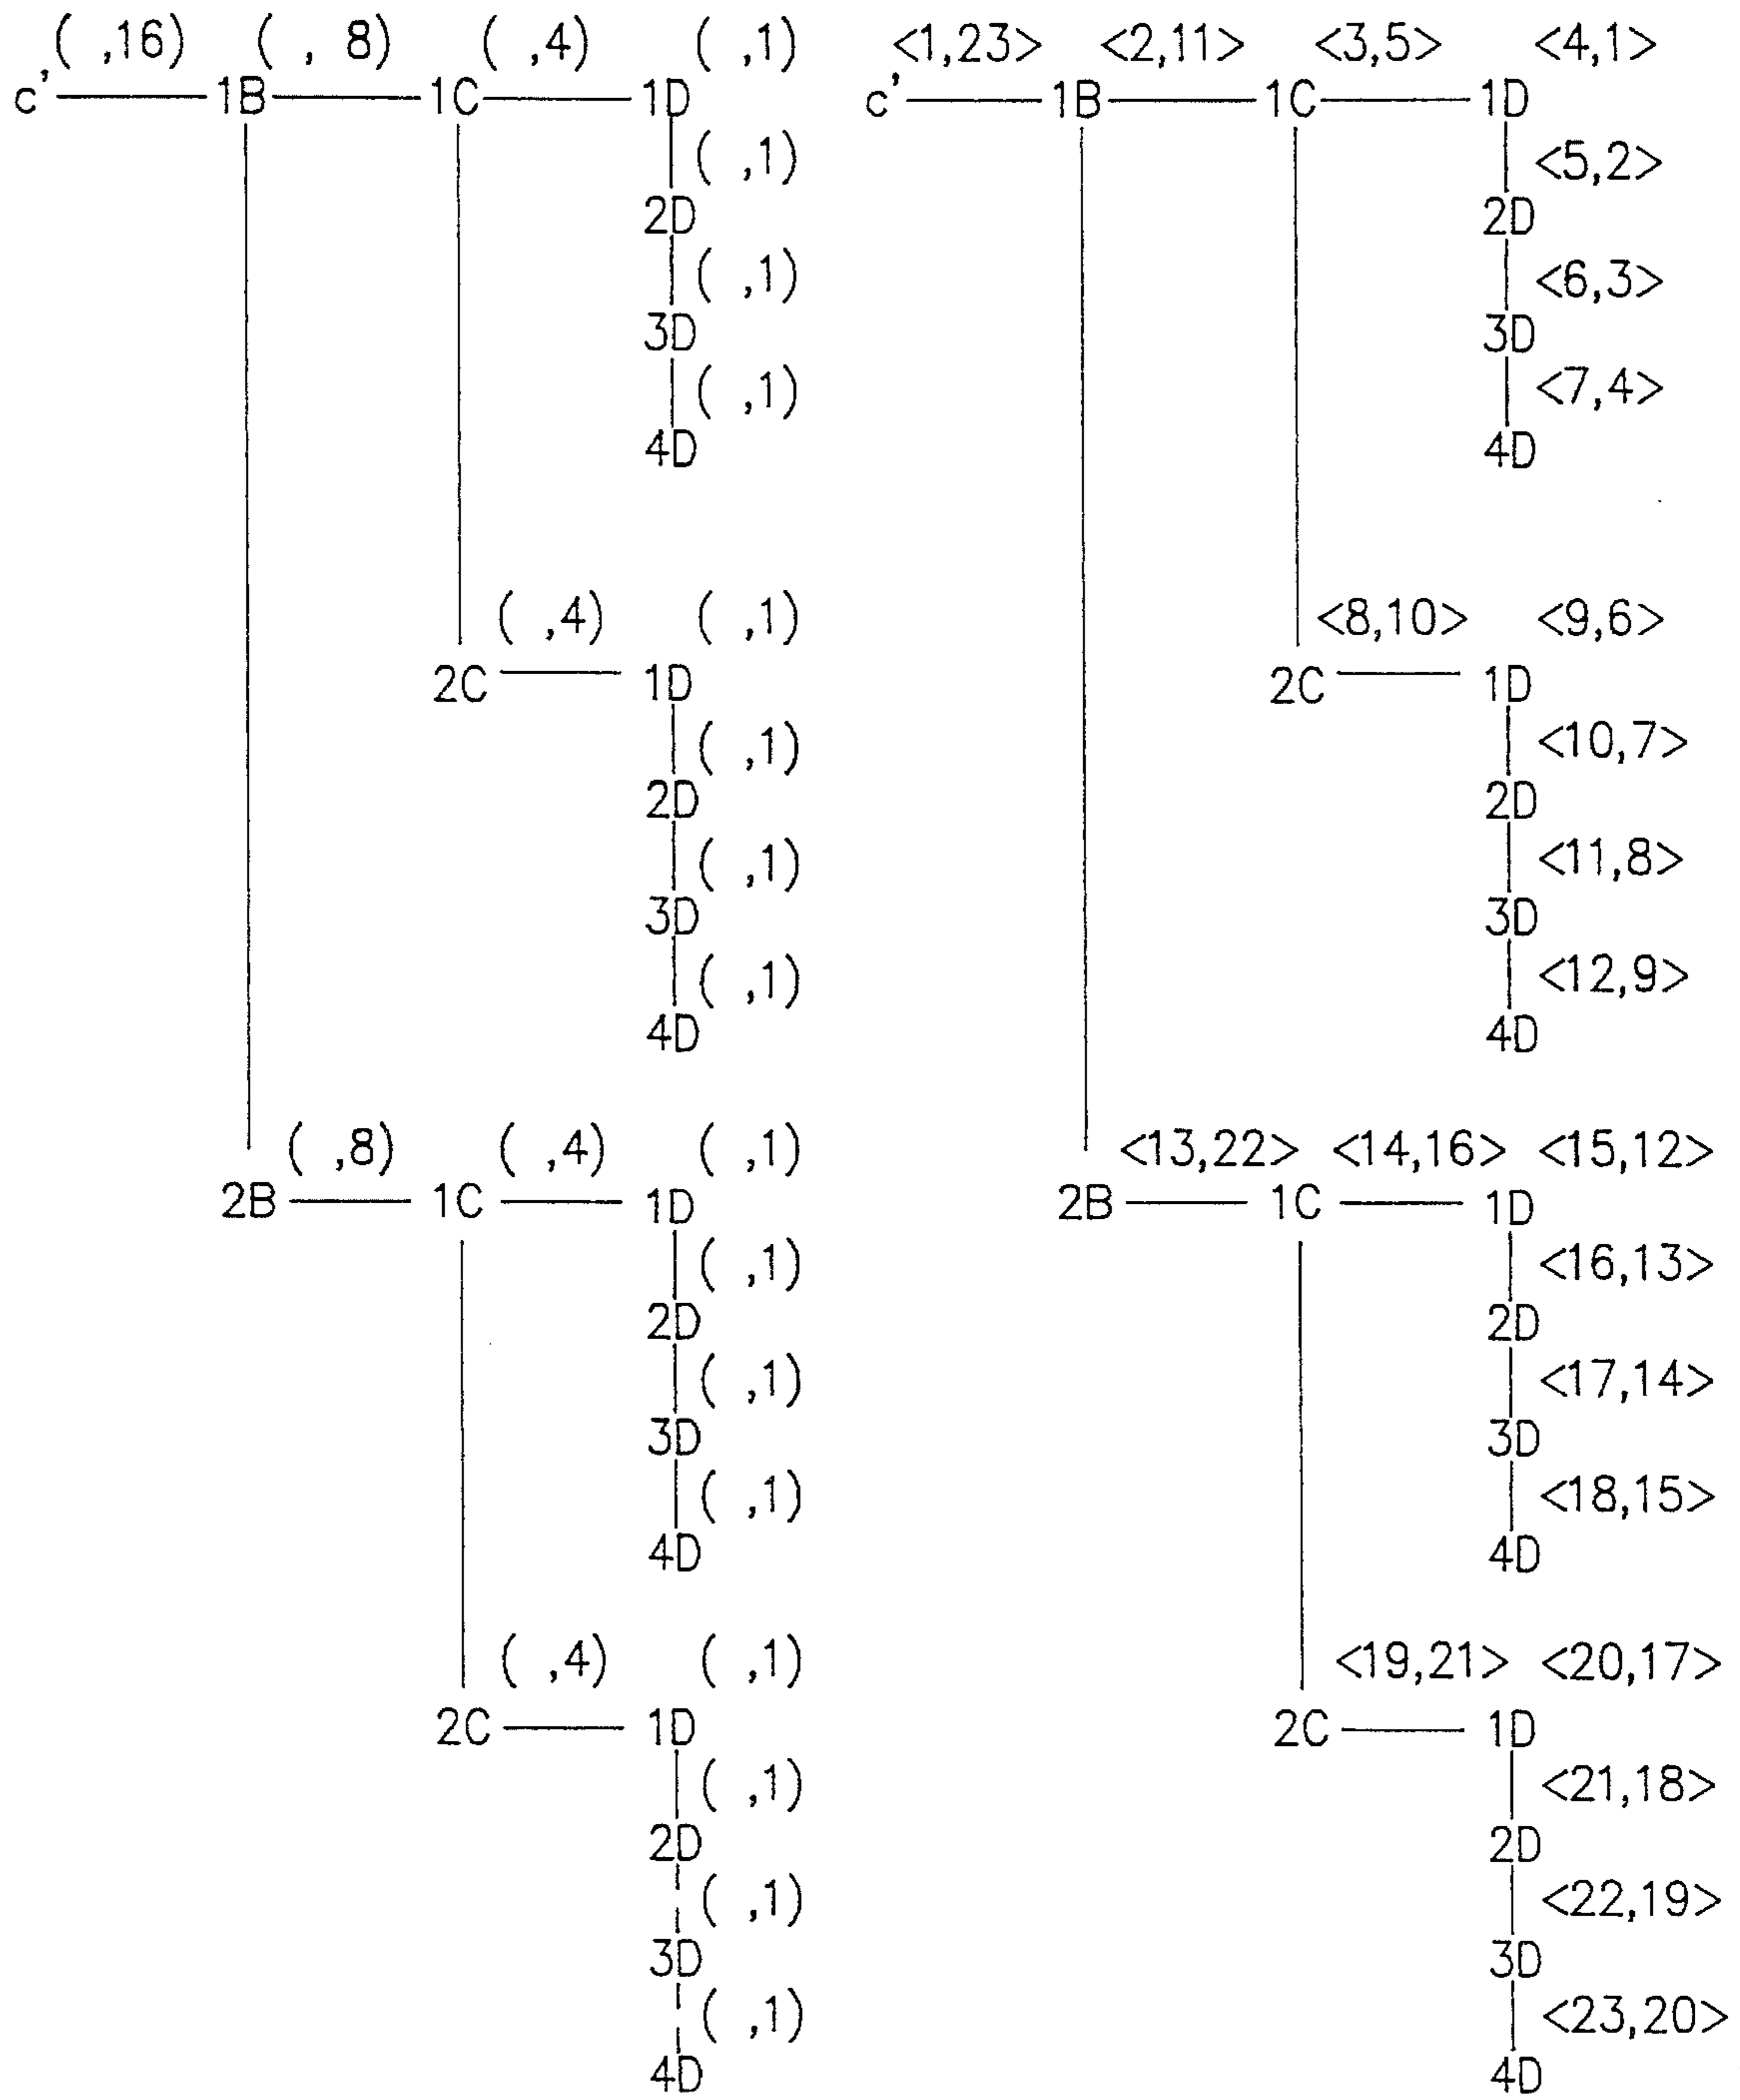 ( ,16) ( , 8) ( ,4) ( ,1) <1,23> <2,11> <3,5> <4,1>
c' 1B 1C 1D c' 1B 1C 1D
( ,1) <5,2>
2D 2D
( ,1) <6,3>
3D 3D
( ,1) <7,4>
4D 4D
( ,4) ( ,1) <8,10> <9,6>
2C 1D 2C 1D
( ,1) <10,7>
2D 2D
( ,1) <11,8>
3D 3D
( ,1) <12,9>
4D 4D
( ,8) ( ,4) ( ,1) <13,22> <14,16> <15,12>
2B 1C 1D 2B 1C 1D
( ,1) <16,13>
2D 2D
( ,1) <17,14>
3D 3D
( ,1) <18,15>
4D 4D
( ,4) ( ,1) <19,21> <20,17>
2C 1D 2C 1D
( ,1) <21,18>
2D 2D
( ,1) <22,19>
3D 3D
( ,1) <23,20>
4D 4D